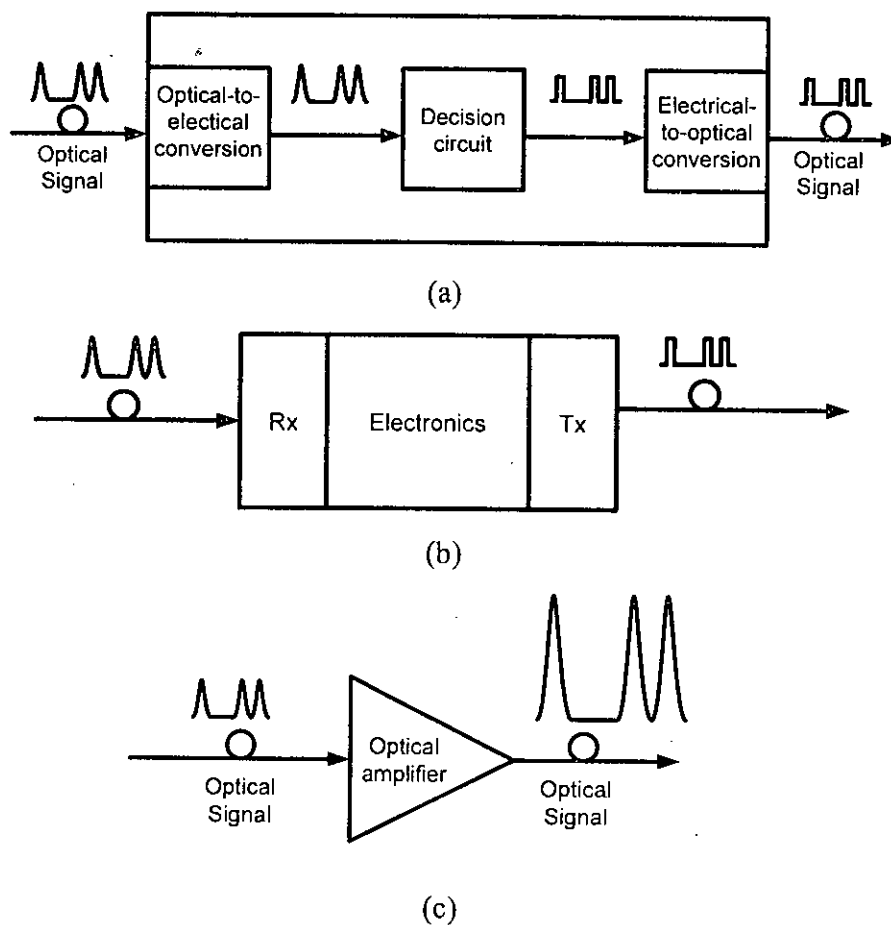 Optical-to-
electical
conversion
Decision
circuit
Electrical-
to-optical
conversion
Optical
Signal
Optical
Signal
(a)
Rx
Electronics
Tx
(b)
Optical
amplifier
Optical
Signal
Optical
Signal
(c)